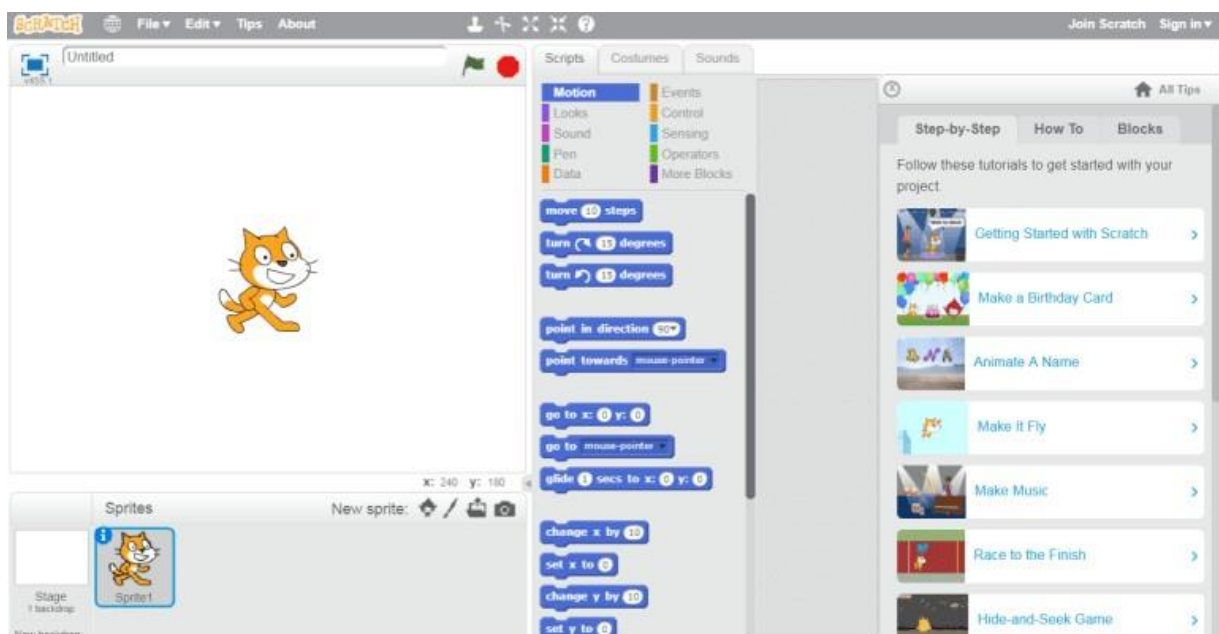 SCRATCH File Edit Tips About Join Scratch Sign in
Untitled
v459.1
x: 240 y: 180
Sprites New sprite:
Stage
1 backdrop
New backdrop:
Sprite1
Scripts Costumes Sounds
Motion Events
Looks Control
Sound Sensing
Pen Operators
Data More Blocks
move 10 steps
turn 15 degrees
turn 15 degrees
point in direction 90
point towards mouse-pointer
go to x: 0 y: 0
go to mouse-pointer
glide 1 secs to x: 0 y: 0
change x by 10
set x to 0
change y by 10
set y to 0
All Tips
Step-by-Step How To Blocks
Follow these tutorials to get started with your
project.
Getting Started with Scratch
Make a Birthday Card
Animate A Name
Make It Fly
Make Music
Race to the Finish
Hide-and-Seek Game